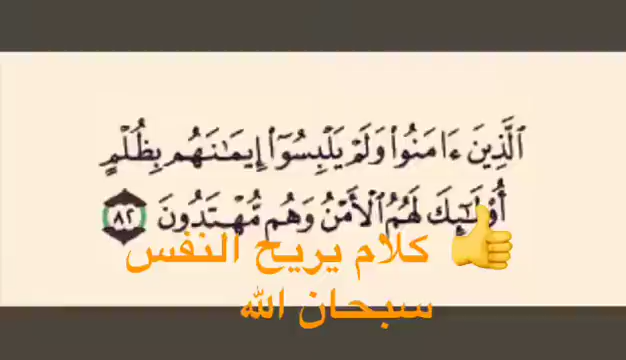 ٱلَّذِينَ ءَامَنُواْ وَلَمْ يَلْبِسُوٓاْ إِيمَٰنَهُم بِظُلْمٍ
أُوْلَٰٓئِكَ لَهُمُ ٱلْأَمْنُ وَهُم مُّهْتَدُونَ ٨٢
👍 كلام يريح النفس
سبحان الله